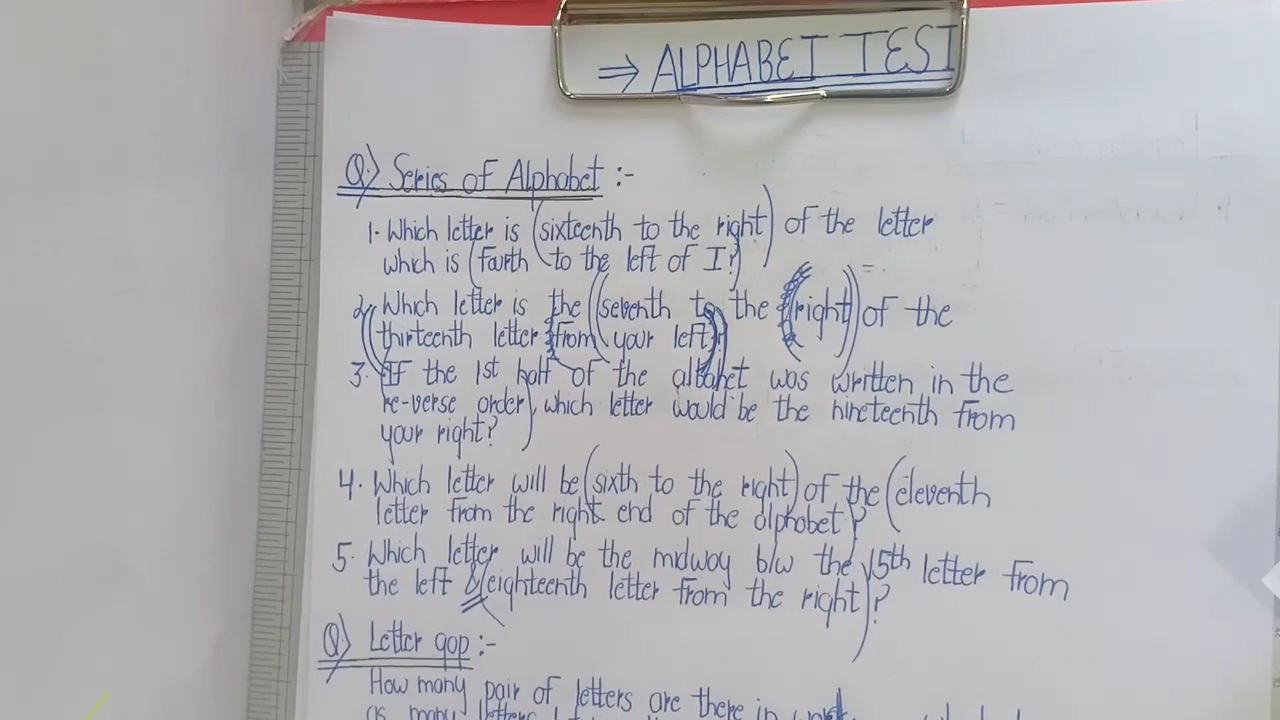 ⇒ ALPHABET TEST
Q.) Series of Alphabet :-
1. Which letter is (sixteenth to the right) of the letter
which is (fourth to the left of I?)
2. Which letter is the (seventh to the (right)) of the
(thirteenth letter from your left)
3. If the 1st half of the altbhet was written in the
re-verse order), which letter would be the nineteenth from
your right?
4. Which letter will be (sixth to the right) of the (eleventh
letter from the right end of the alphabet)?
5. Which letter will be the midway b/w the 15th letter from
the left & eighteenth letter from the right)?
Q.) Letter gap :-
How many pair of letters are there in
as many letters